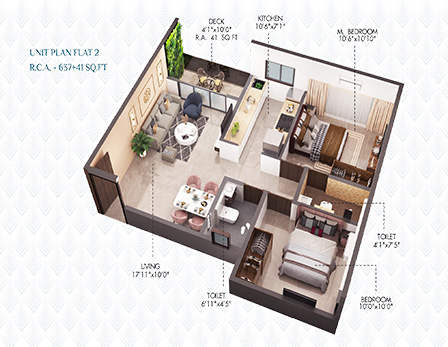 UNIT PLAN FLAT 2
R.C.A. - 637+41 SQ.FT
DECK
4'1"X10'0"
R.A. 41 SQ.FT
KITCHEN
10'6"X7'1"
M. BEDROOM
10'6"X10'10"
LIVING
17'11"X10'0"
TOILET
6'11"X4'5"
TOILET
4'1"X7'5"
BEDROOM
10'0"X10'0"